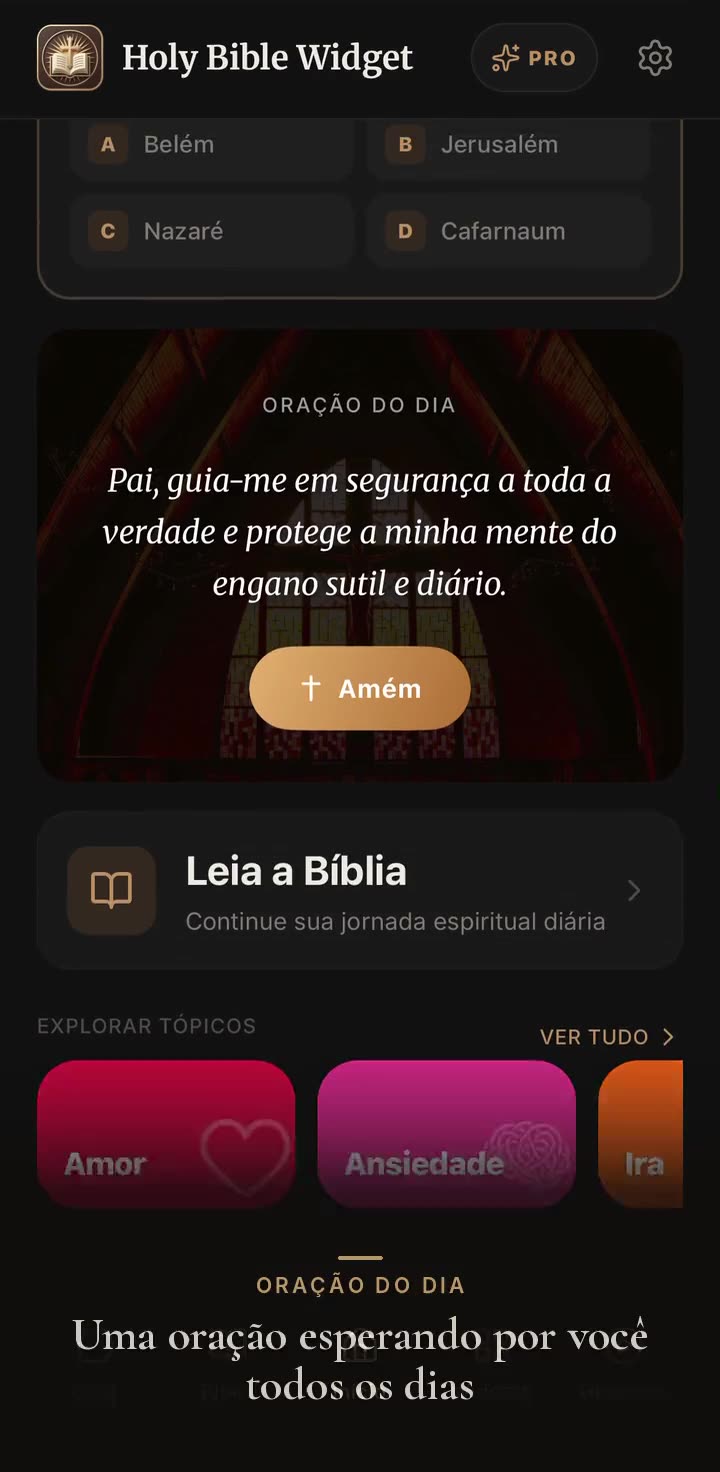 Holy Bible Widget
PRO
A Belém
B Jerusalém
C Nazaré
D Cafarnaum
ORAÇÃO DO DIA
Pai, guia-me em segurança a toda a
verdade e protege a minha mente do
engano sutil e diário.
Amém
Leia a Bíblia
Continue sua jornada espiritual diária
EXPLORAR TÓPICOS
VER TUDO
Amor
Ansiedade
Ira
ORAÇÃO DO DIA
Uma oração esperando por você
todos os dias